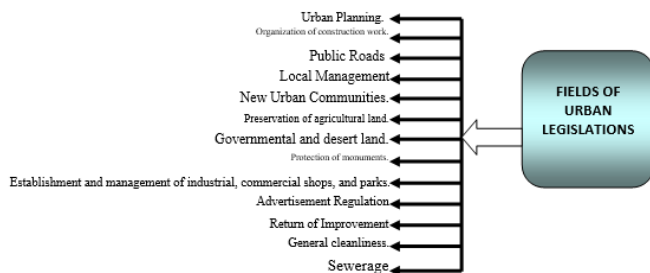 Urban Planning.
Organization of construction work.
Public Roads
Local Management
New Urban Communities.
Preservation of agricultural land.
Governmental and desert land.
Protection of monuments.
Establishment and management of industrial, commercial shops, and parks.
Advertisement Regulation
Return of Improvement
General cleanliness.
Sewerage
FIELDS OF
URBAN
LEGISLATIONS